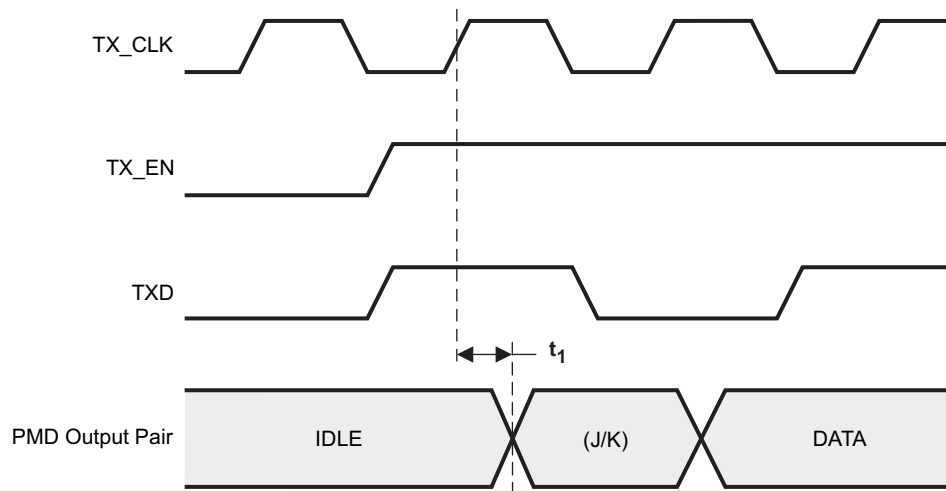 TX_CLK
TX_EN
TXD
t1
PMD Output Pair
IDLE
(J/K)
DATA